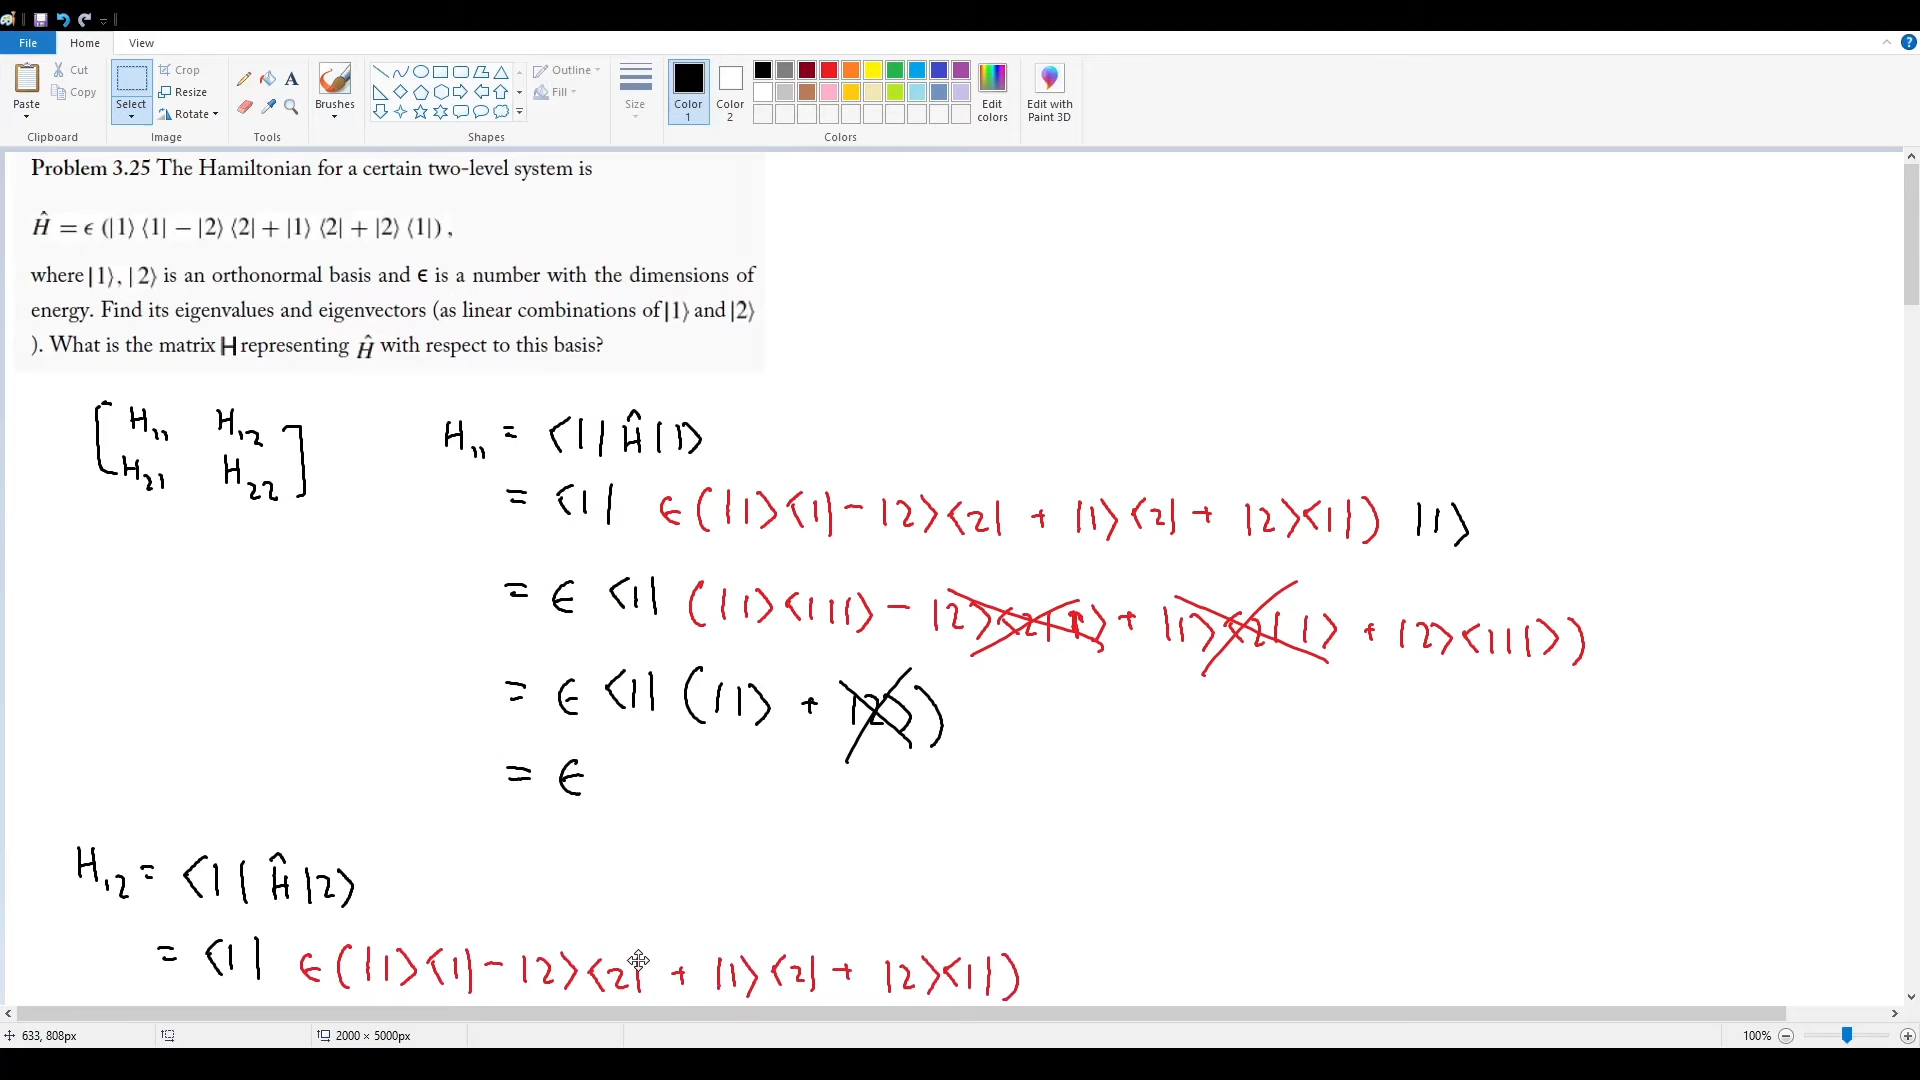 File Home View
Paste
Cut
Copy
Clipboard
Select
Crop
Resize
Rotate
Image
Tools
Brushes
Shapes
Outline
Fill
Size
Color 1
Color 2
Edit colors
Colors
Edit with Paint 3D
Problem 3.25 The Hamiltonian for a certain two-level system is
Ĥ = ϵ (|1⟩ ⟨1| − |2⟩ ⟨2| + |1⟩ ⟨2| + |2⟩ ⟨1|) ,
where |1⟩, |2⟩ is an orthonormal basis and ϵ is a number with the dimensions of
energy. Find its eigenvalues and eigenvectors (as linear combinations of |1⟩ and |2⟩
). What is the matrix H representing Ĥ with respect to this basis?
[ H₁₁ H₁₂
H₂₁ H₂₂ ]
H₁₁ = ⟨1|Ĥ|1⟩
= ⟨1| ϵ(|1⟩⟨1| − |2⟩⟨2| + |1⟩⟨2| + |2⟩⟨1|) |1⟩
= ϵ ⟨1| (|1⟩⟨1|1⟩ − |2⟩⟨2|1⟩ + |1⟩⟨2|1⟩ + |2⟩⟨1|1⟩)
= ϵ ⟨1| (|1⟩ + |2⟩)
= ϵ
H₁₂ = ⟨1|Ĥ|2⟩
= ⟨1| ϵ(|1⟩⟨1| − |2⟩⟨2| + |1⟩⟨2| + |2⟩⟨1|)
633, 808px
2000 × 5000px
100%